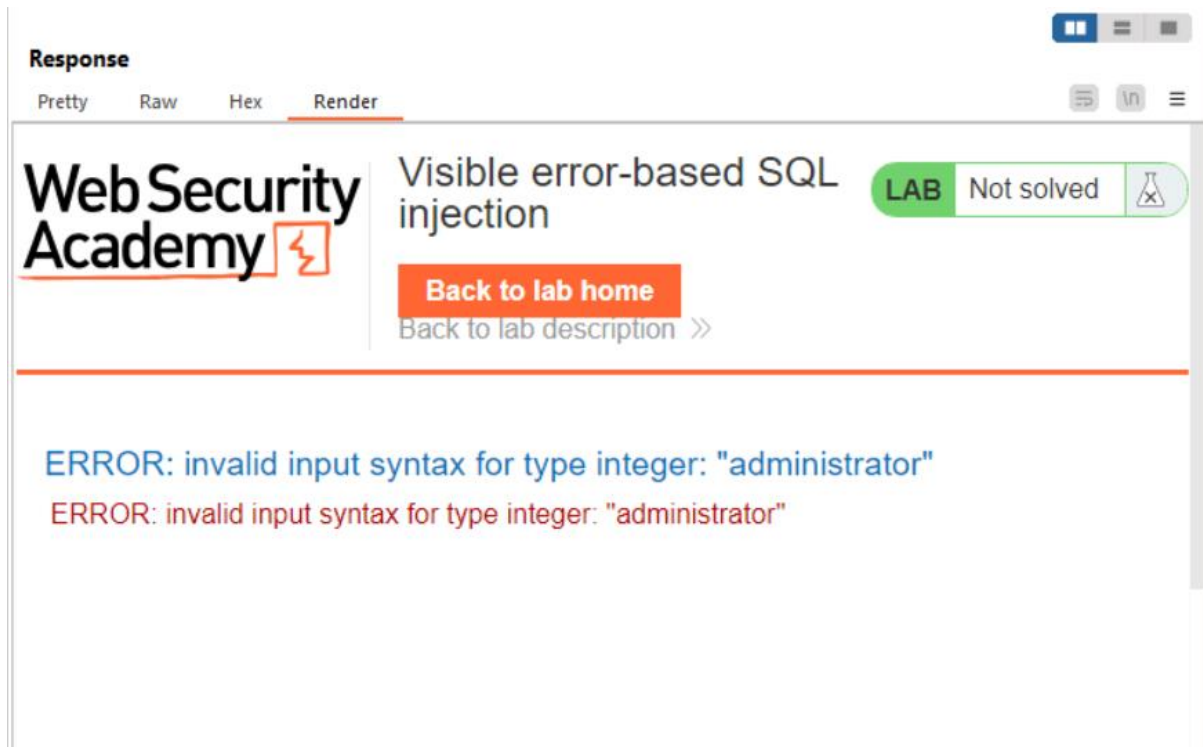 Response
Pretty Raw Hex Render
\n
Web Security
Academy
Visible error-based SQL
injection
LAB Not solved
Back to lab home
Back to lab description
ERROR: invalid input syntax for type integer: "administrator"
ERROR: invalid input syntax for type integer: "administrator"